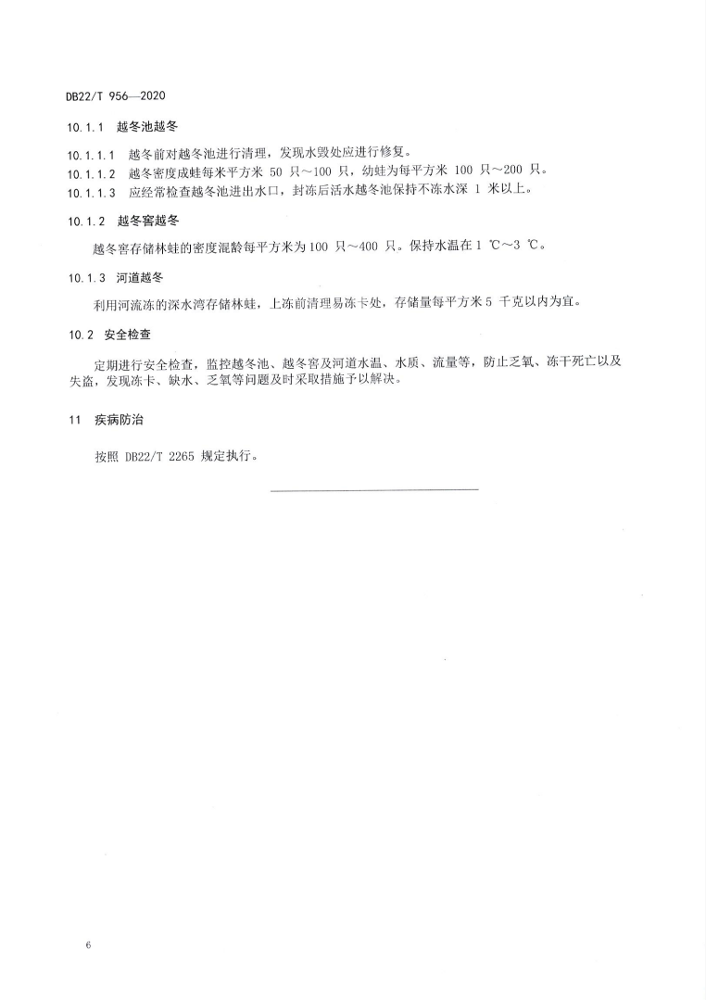 DB22/T 956—2020
10.1.1 越冬池越冬
10.1.1.1 越冬前对越冬池进行清理，发现水毁处应进行修复。
10.1.1.2 越冬密度成蛙每米平方米 50 只～100 只，幼蛙为每平方米 100 只～200 只。
10.1.1.3 应经常检查越冬池进出水口，封冻后活水越冬池保持不冻水深 1 米以上。
10.1.2 越冬窖越冬
越冬窖存储林蛙的密度混龄每平方米为100 只～400 只。保持水温在1 ℃～3 ℃。
10.1.3 河道越冬
利用河流冻的深水湾存储林蛙，上冻前清理易冻卡处，存储量每平方米5 千克以内为宜。
10.2 安全检查
定期进行安全检查，监控越冬池、越冬窖及河道水温、水质、流量等，防止乏氧、冻干死亡以及
失盗，发现冻卡、缺水、乏氧等问题及时采取措施予以解决。
11 疾病防治
按照 DB22/T 2265 规定执行。
6